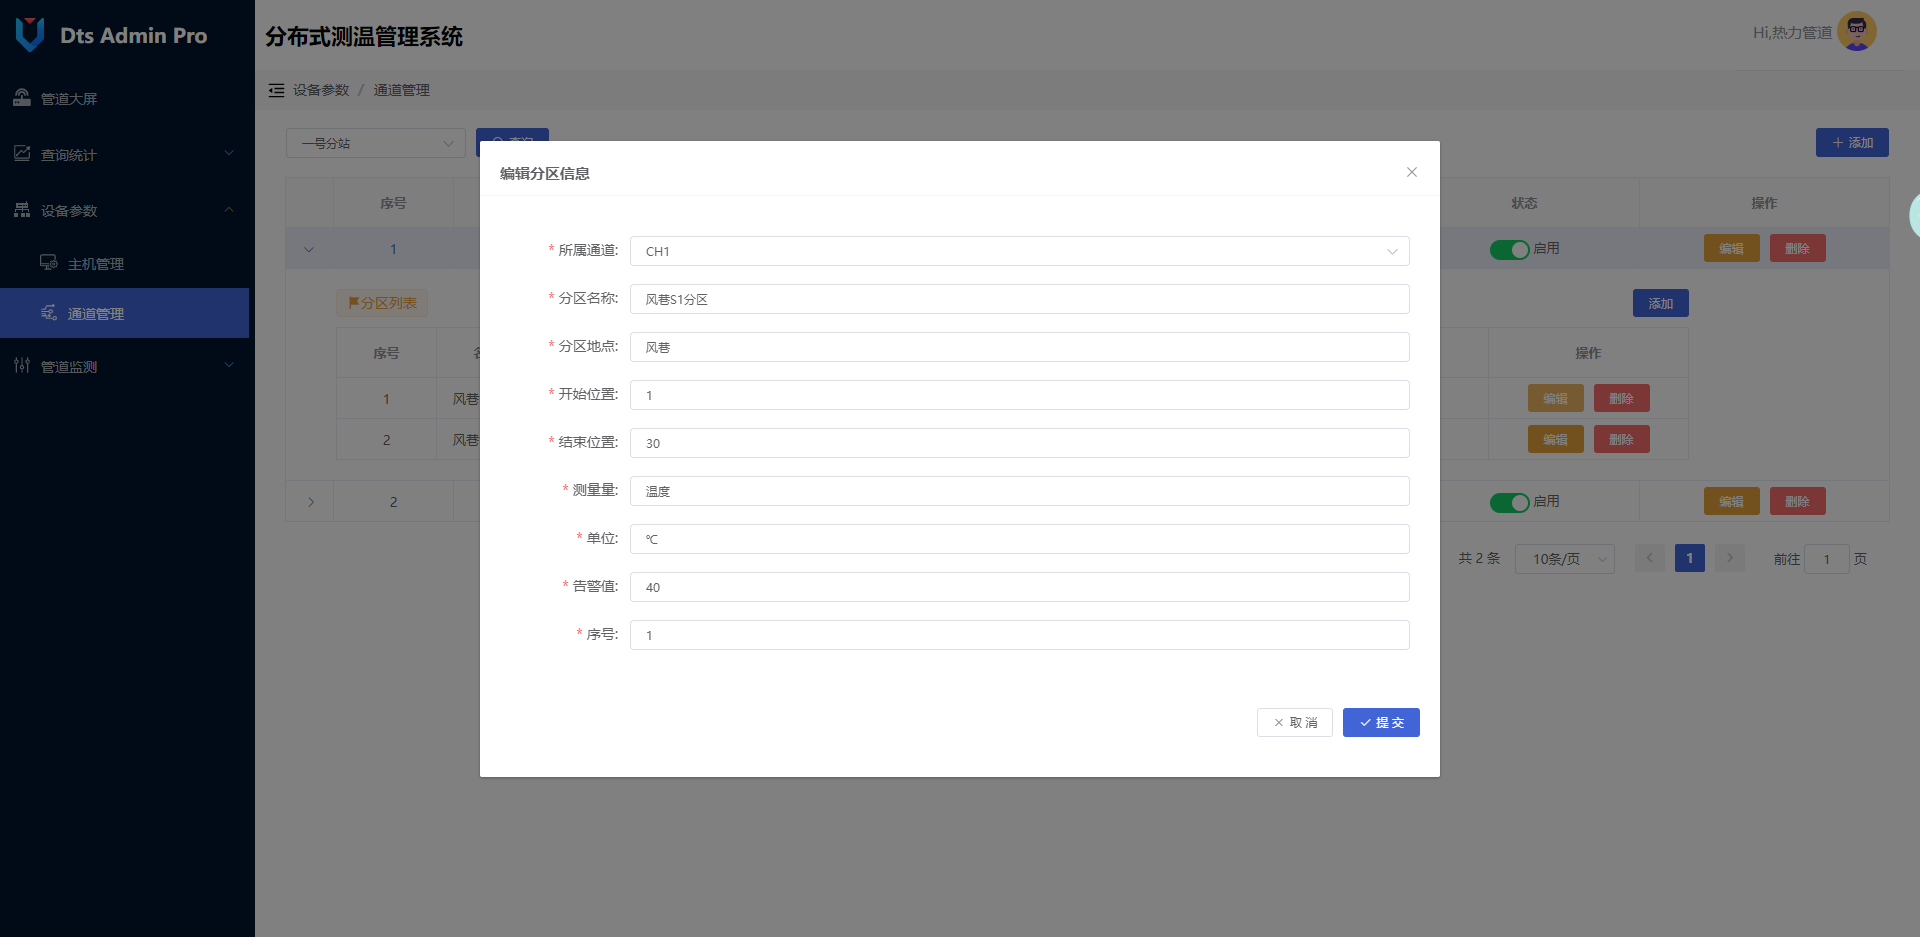 Dts Admin Pro
分布式测温管理系统
Hi,热力管道
管道大屏
查询统计
设备参数
主机管理
通道管理
管道监测
设备参数 / 通道管理
一号分站
添加
序号 状态 操作
1 启用 编辑 删除
分区列表 添加
序号 操作
1 风巷 编辑 删除
2 风巷 编辑 删除
2 启用 编辑 删除
共 2 条 10条/页 1 前往 1 页
编辑分区信息
* 所属通道: CH1
* 分区名称: 风巷S1分区
* 分区地点: 风巷
* 开始位置: 1
* 结束位置: 30
* 测量量: 温度
* 单位: ℃
* 告警值: 40
* 序号: 1
取 消 提 交